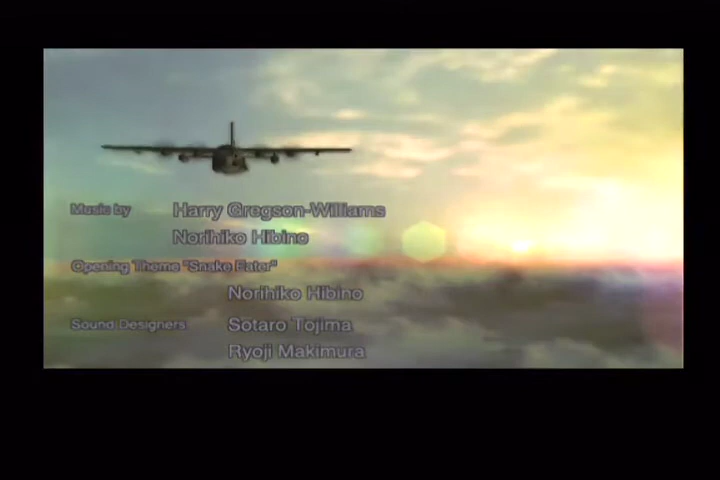 Music by Harry Gregson-Williams
Norihiko Hibino
Opening Theme "Snake Eater"
Norihiko Hibino
Sound Designers Sotaro Tojima
Ryoji Makimura